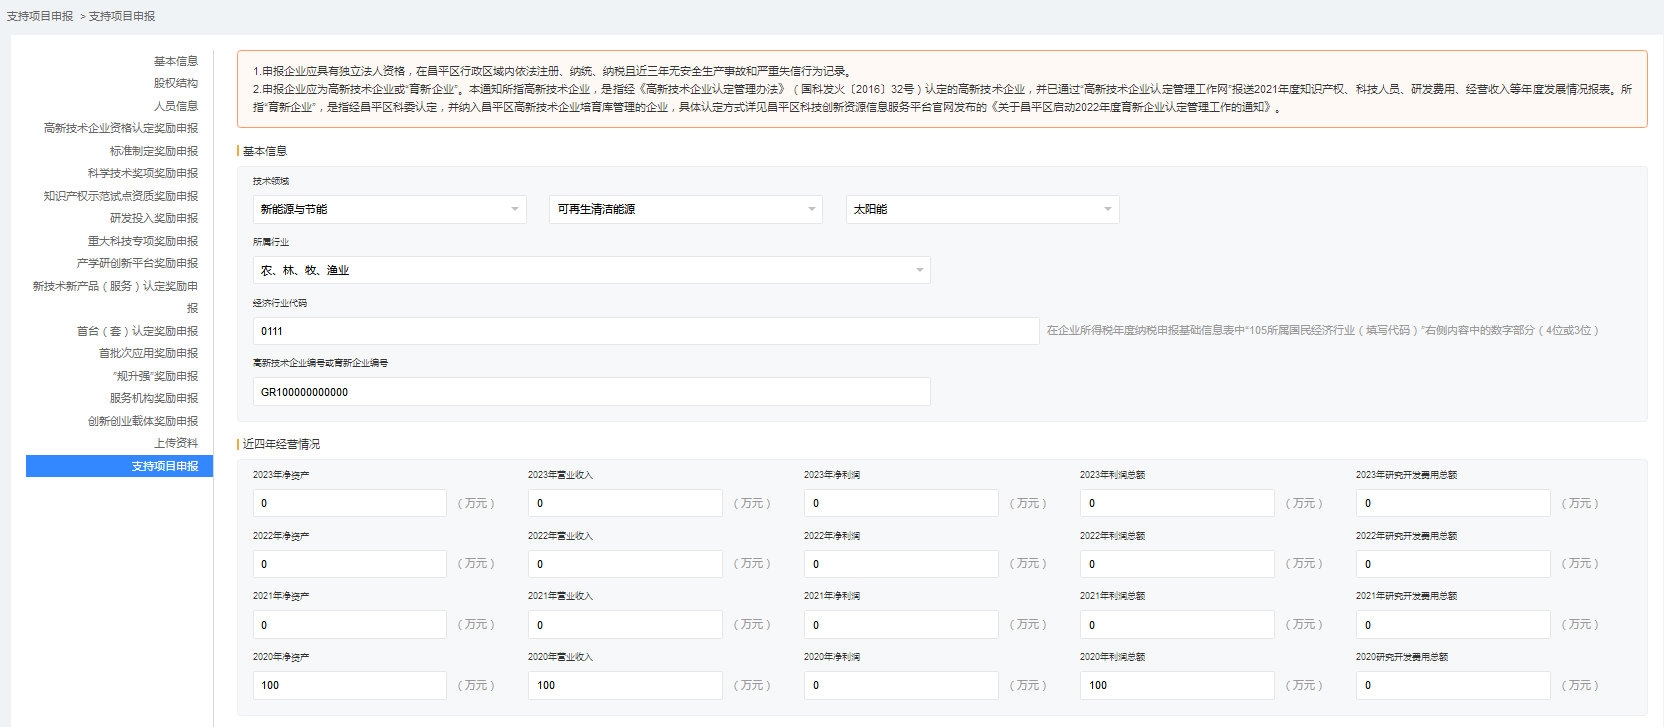 支持项目申报 > 支持项目申报
基本信息
股权结构
人员信息
高新技术企业资格认定奖励申报
标准制定奖励申报
科学技术奖项奖励申报
知识产权示范试点资质奖励申报
研发投入奖励申报
重大科技专项奖励申报
产学研创新平台奖励申报
新技术新产品（服务）认定奖励申
报
首台（套）认定奖励申报
首批次应用奖励申报
“规升强”奖励申报
服务机构奖励申报
创新创业载体奖励申报
上传资料
支持项目申报
1.申报企业应具有独立法人资格，在昌平区行政区域内依法注册、纳统、纳税且近三年无安全生产事故和严重失信行为记录。
2.申报企业应为高新技术企业或“育新企业”。本通知所指高新技术企业，是指经《高新技术企业认定管理办法》（国科发火〔2016〕32号）认定的高新技术企业，并已通过“高新技术企业认定管理工作网”报送2021年度知识产权、科技人员、研发费用、经营收入等年度发展情况报表。所
指“育新企业”，是指经昌平区科委认定，并纳入昌平区高新技术企业培育库管理的企业，具体认定方式详见昌平区科技创新资源信息服务平台官网发布的《关于昌平区启动2022年度育新企业认定管理工作的通知》。
基本信息
技术领域
新能源与节能 可再生清洁能源 太阳能
所属行业
农、林、牧、渔业
经济行业代码
0111 在企业所得税年度纳税申报基础信息表中“105所属国民经济行业（填写代码）”右侧内容中的数字部分（4位或3位）
高新技术企业编号或育新企业编号
GR100000000000
近四年经营情况
2023年净资产 2023年营业收入 2023年净利润 2023年利润总额 2023年研究开发费用总额
0 （万元） 0 （万元） 0 （万元） 0 （万元） 0 （万元）
2022年净资产 2022年营业收入 2022年净利润 2022年利润总额 2022年研究开发费用总额
0 （万元） 0 （万元） 0 （万元） 0 （万元） 0 （万元）
2021年净资产 2021年营业收入 2021年净利润 2021年利润总额 2021年研究开发费用总额
0 （万元） 0 （万元） 0 （万元） 0 （万元） 0 （万元）
2020年净资产 2020年营业收入 2020年净利润 2020年利润总额 2020研究开发费用总额
100 （万元） 100 （万元） 0 （万元） 100 （万元） 0 （万元）